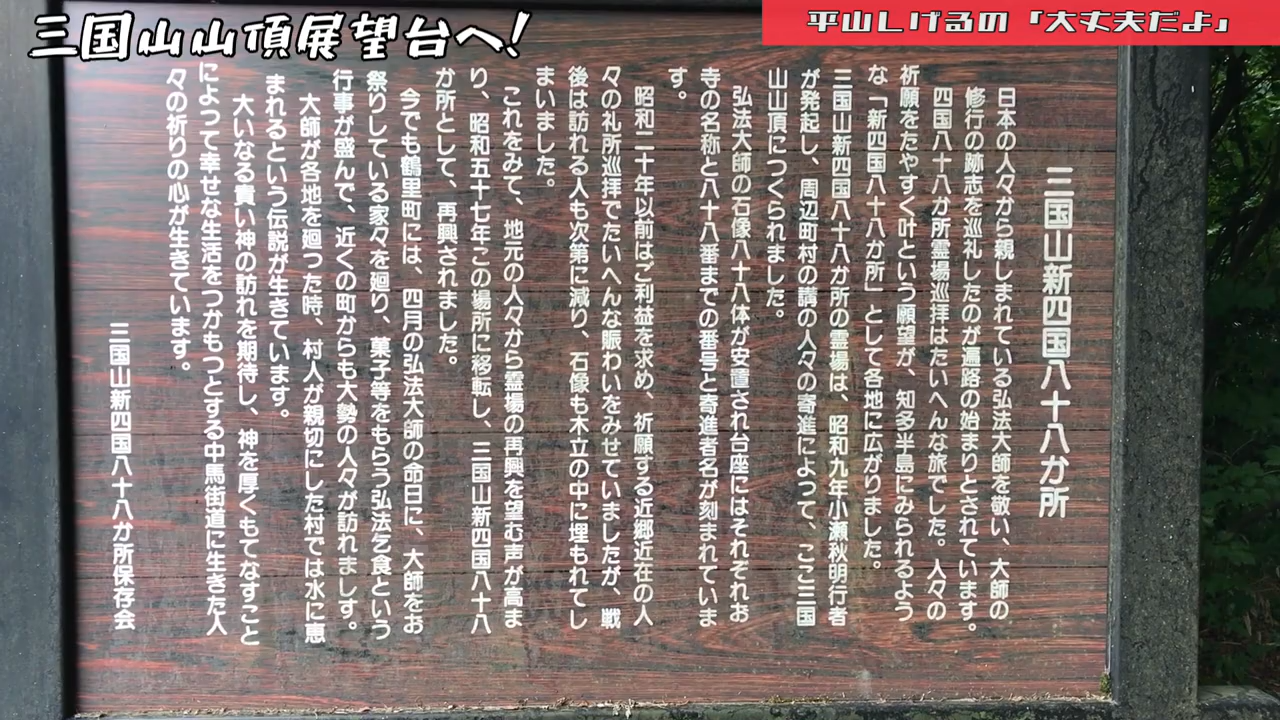 三国山山頂展望台へ!
平山しげるの「大丈夫だよ」
三国山新四国八十八か所
日本の人々から親しまれている弘法大師を敬い、大師の
修行の跡志を巡礼したのが遍路の始まりとされています。
四国八十八か所霊場巡拝はたいへんな旅でした。人々の
祈願をたやすく叶という願望が、知多半島にみられるよう
な「新四国八十八か所」として各地に広がりました。
三国山新四国八十八か所の霊場は、昭和九年小瀬秋明行者
が発起し、周辺町村の講の人々の寄進によって、ここ三国
山山頂につくられました。
弘法大師の石像八十八体が安置され台座にはそれぞれお
寺の名称と八十八番までの番号と寄進者名が刻まれていま
す。
昭和二十年以前はご利益を求め、祈願する近郷近在の人
々の礼所巡拝でたいへんな賑わいをみせていましたが、戦
後は訪れる人も次第に減り、石像も木立の中に埋もれてし
まいました。
これをみて、地元の人々から霊場の再興を望む声が高ま
り、昭和五十七年この場所に移転し、三国山新四国八十八
か所として、再興されました。
今でも鶴里町には、四月の弘法大師の命日に、大師をお
祭りしている家々を廻り、菓子等をもらう弘法乞食という
行事が盛んで、近くの町からも大勢の人々が訪れましす。
大師が各地を廻った時、村人が親切にした村では水に恵
まれるという伝説が生きています。
大いなる貴い神の訪れを期待し、神を厚くもてなすこと
によって幸せな生活をつかもつとする中馬街道に生きた人
々の祈りの心が生きています。
三国山新四国八十八か所保存会